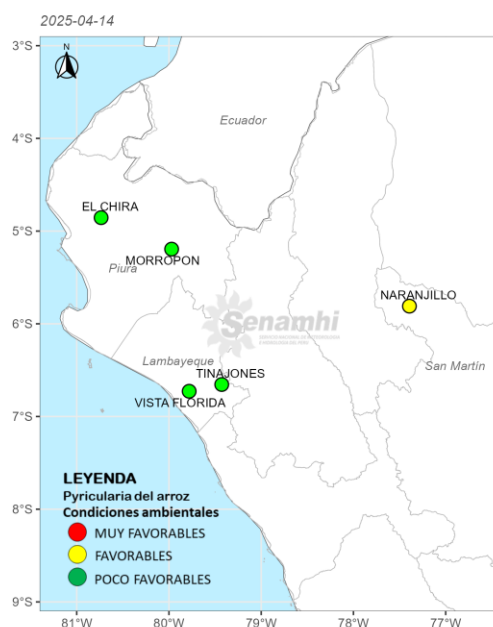 2025-04-14
3°S
N
4°S
Ecuador
EL CHIRA
5°S
MORROPON
Piura
NARANJILLO
6°S
Senamhi
Lambayeque
San Martín
TINAJONES
VISTA FLORIDA
7°S
LEYENDA
Pyricularia del arroz
Condiciones ambientales
8°S
MUY FAVORABLES
FAVORABLES
POCO FAVORABLES
9°S
81°W 80°W 79°W 78°W 77°W